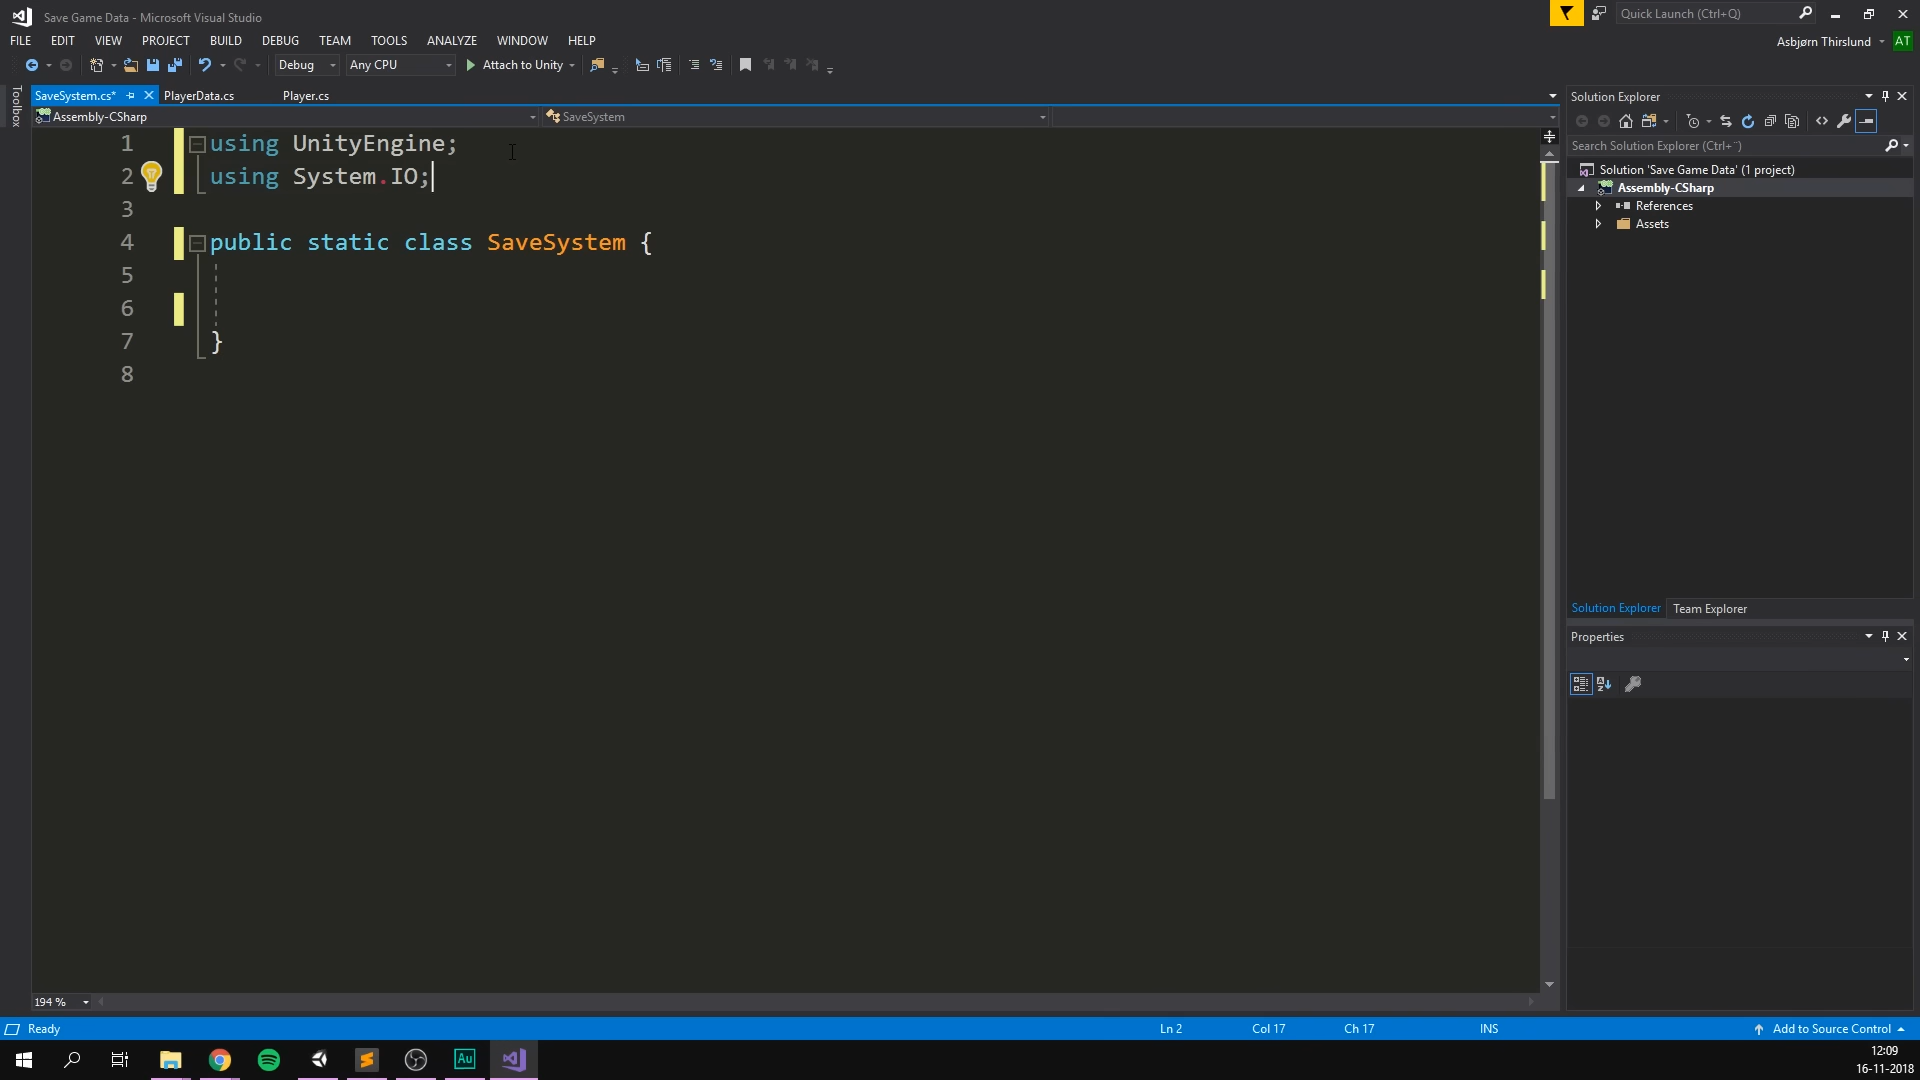 Save Game Data - Microsoft Visual Studio
Quick Launch (Ctrl+Q)
FILE EDIT VIEW PROJECT BUILD DEBUG TEAM TOOLS ANALYZE WINDOW HELP
Asbjørn Thirslund AT
Debug Any CPU Attach to Unity
Toolbox
SaveSystem.cs* PlayerData.cs Player.cs
Assembly-CSharp SaveSystem
1 using UnityEngine;
2 using System.IO;
3
4 public static class SaveSystem {
5
6
7 }
8
194 %
Solution Explorer
Search Solution Explorer (Ctrl+¨)
Solution 'Save Game Data' (1 project)
Assembly-CSharp
References
Assets
Solution Explorer Team Explorer
Properties
Ready Ln 2 Col 17 Ch 17 INS Add to Source Control
Au
12:09
16-11-2018